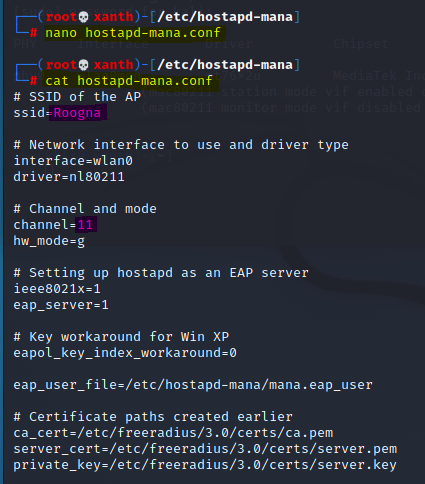 ┌──(root💀xanth)-[/etc/hostapd-mana]
└─# nano hostapd-mana.conf
┌──(root💀xanth)-[/etc/hostapd-mana]
└─# cat hostapd-mana.conf
# SSID of the AP
ssid=Roogna
# Network interface to use and driver type
interface=wlan0
driver=nl80211
# Channel and mode
channel=11
hw_mode=g
# Setting up hostapd as an EAP server
ieee8021x=1
eap_server=1
# Key workaround for Win XP
eapol_key_index_workaround=0
eap_user_file=/etc/hostapd-mana/mana.eap_user
# Certificate paths created earlier
ca_cert=/etc/freeradius/3.0/certs/ca.pem
server_cert=/etc/freeradius/3.0/certs/server.pem
private_key=/etc/freeradius/3.0/certs/server.key